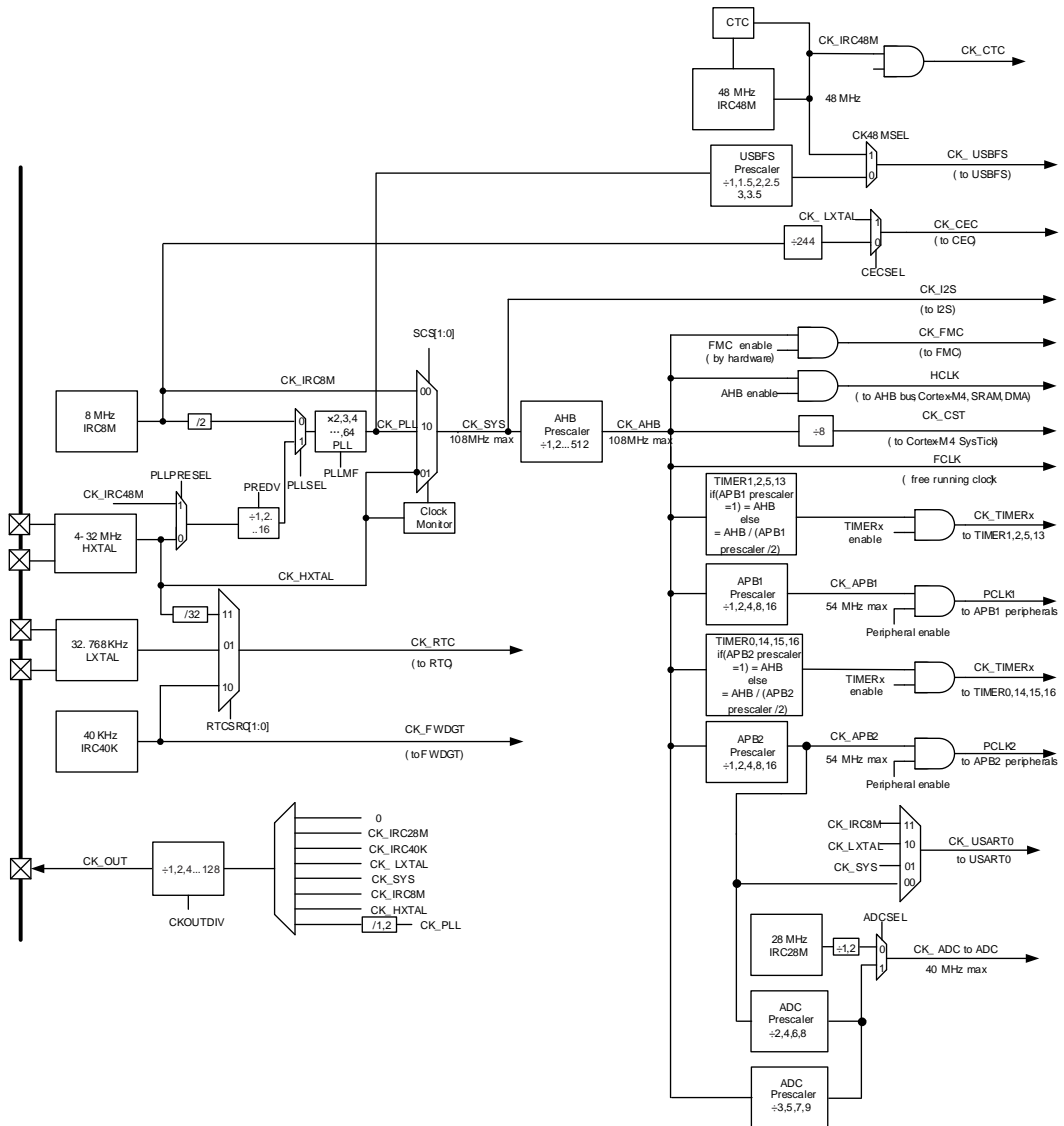 CTC
CK_IRC48M
CK_CTC
48 MHz
IRC48M
48 MHz
CK48MSEL
USBFS
Prescaler
÷1,1.5,2,2.5
3,3.5
1
0
CK_ USBFS
( to USBFS)
CK_ LXTAL
÷244
1
0
CK_CEC
( to CEC)
CECSEL
CK_I2S
(to I2S)
SCS[1:0]
FMC enable
( by hardware)
CK_FMC
(to FMC)
CK_IRC8M
00
8 MHz
IRC8M
/2
0
1
×2,3,4
…,64
PLL
CK_PLL
10
CK_SYS
108MHz max
AHB
Prescaler
÷1,2...512
CK_AHB
108MHz max
AHB enable
HCLK
( to AHB bus,Cortex-M4, SRAM, DMA)
÷8
CK_CST
(to Cortex-M4 SysTick)
FCLK
( free running clock)
PLLSEL
PLLMF
01
PLLPRESEL
CK_IRC48M
1
0
PREDV
÷1,2.
..16
Clock
Monitor
4-32 MHz
HXTAL
CK_HXTAL
TIMER1,2,5,13
if(APB1 prescaler
=1) = AHB
else
= AHB / (APB1
prescaler /2)
TIMERx
enable
CK_TIMERx
to TIMER1,2,5,13
/32
11
APB1
Prescaler
÷1,2,4,8,16
CK_APB1
54 MHz max
Peripheral enable
PCLK1
to APB1 peripherals
32. 768KHz
LXTAL
01
CK_RTC
( to RTC)
10
RTCSRC[1:0]
TIMER0,14,15,16
if(APB2 prescaler
=1) = AHB
else
= AHB / (APB2
prescaler /2)
TIMERx
enable
CK_TIMERx
to TIMER0,14,15,16
40 KHz
IRC40K
CK_FWDGT
(to FWDGT)
APB2
Prescaler
÷1,2,4,8,16
CK_APB2
54 MHz max
Peripheral enable
PCLK2
to APB2 peripherals
CK_OUT
÷1,2,4...128
CKOUTDIV
0
CK_IRC28M
CK_IRC40K
CK_ LXTAL
CK_SYS
CK_IRC8M
CK_HXTAL
/1,2
CK_PLL
CK_IRC8M
CK_LXTAL
CK_SYS
11
10
01
00
CK_USART0
to USART0
28 MHz
IRC28M
÷1,2
ADCSEL
0
1
CK_ ADC to ADC
40 MHz max
ADC
Prescaler
÷2,4,6,8
ADC
Prescaler
÷3,5,7,9